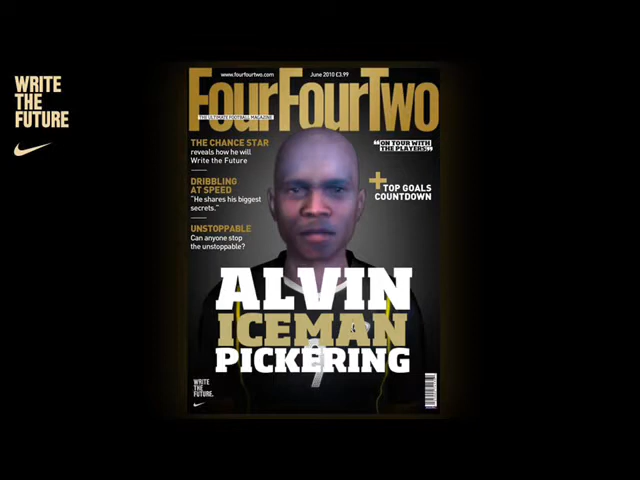 WRITE
THE
FUTURE
www.fourfourtwo.com
June 2010 £3.99
FourFourTwo
THE ULTIMATE FOOTBALL MAGAZINE
THE CHANCE STAR
reveals how he will
Write the Future
DRIBBLING
AT SPEED
“He shares his biggest
secrets.”
UNSTOPPABLE
Can anyone stop
the unstoppable?
“ON TOUR WITH
THE PLAYERS”
+TOP GOALS
COUNTDOWN
ALVIN
ICEMAN
PICKERING
9
WRITE
THE
FUTURE.